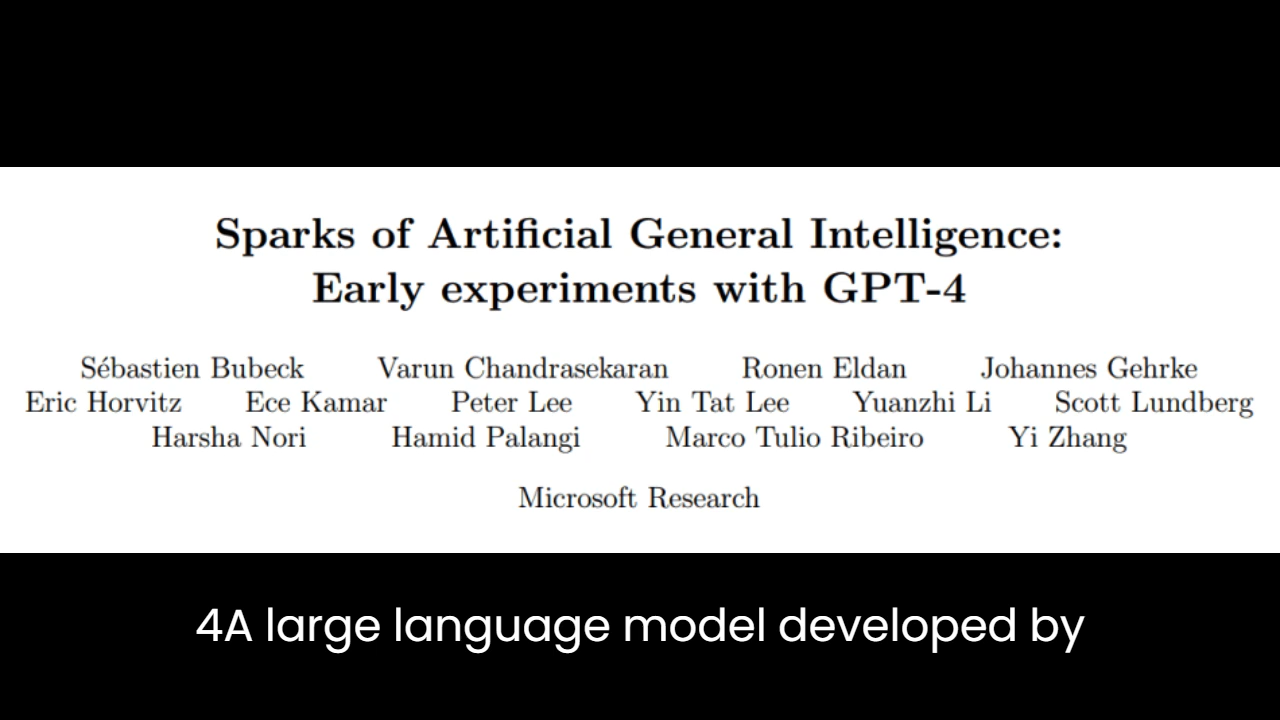 Sparks of Artificial General Intelligence:
Early experiments with GPT-4
Sébastien Bubeck Varun Chandrasekaran Ronen Eldan Johannes Gehrke
Eric Horvitz Ece Kamar Peter Lee Yin Tat Lee Yuanzhi Li Scott Lundberg
Harsha Nori Hamid Palangi Marco Tulio Ribeiro Yi Zhang
Microsoft Research
4A large language model developed by